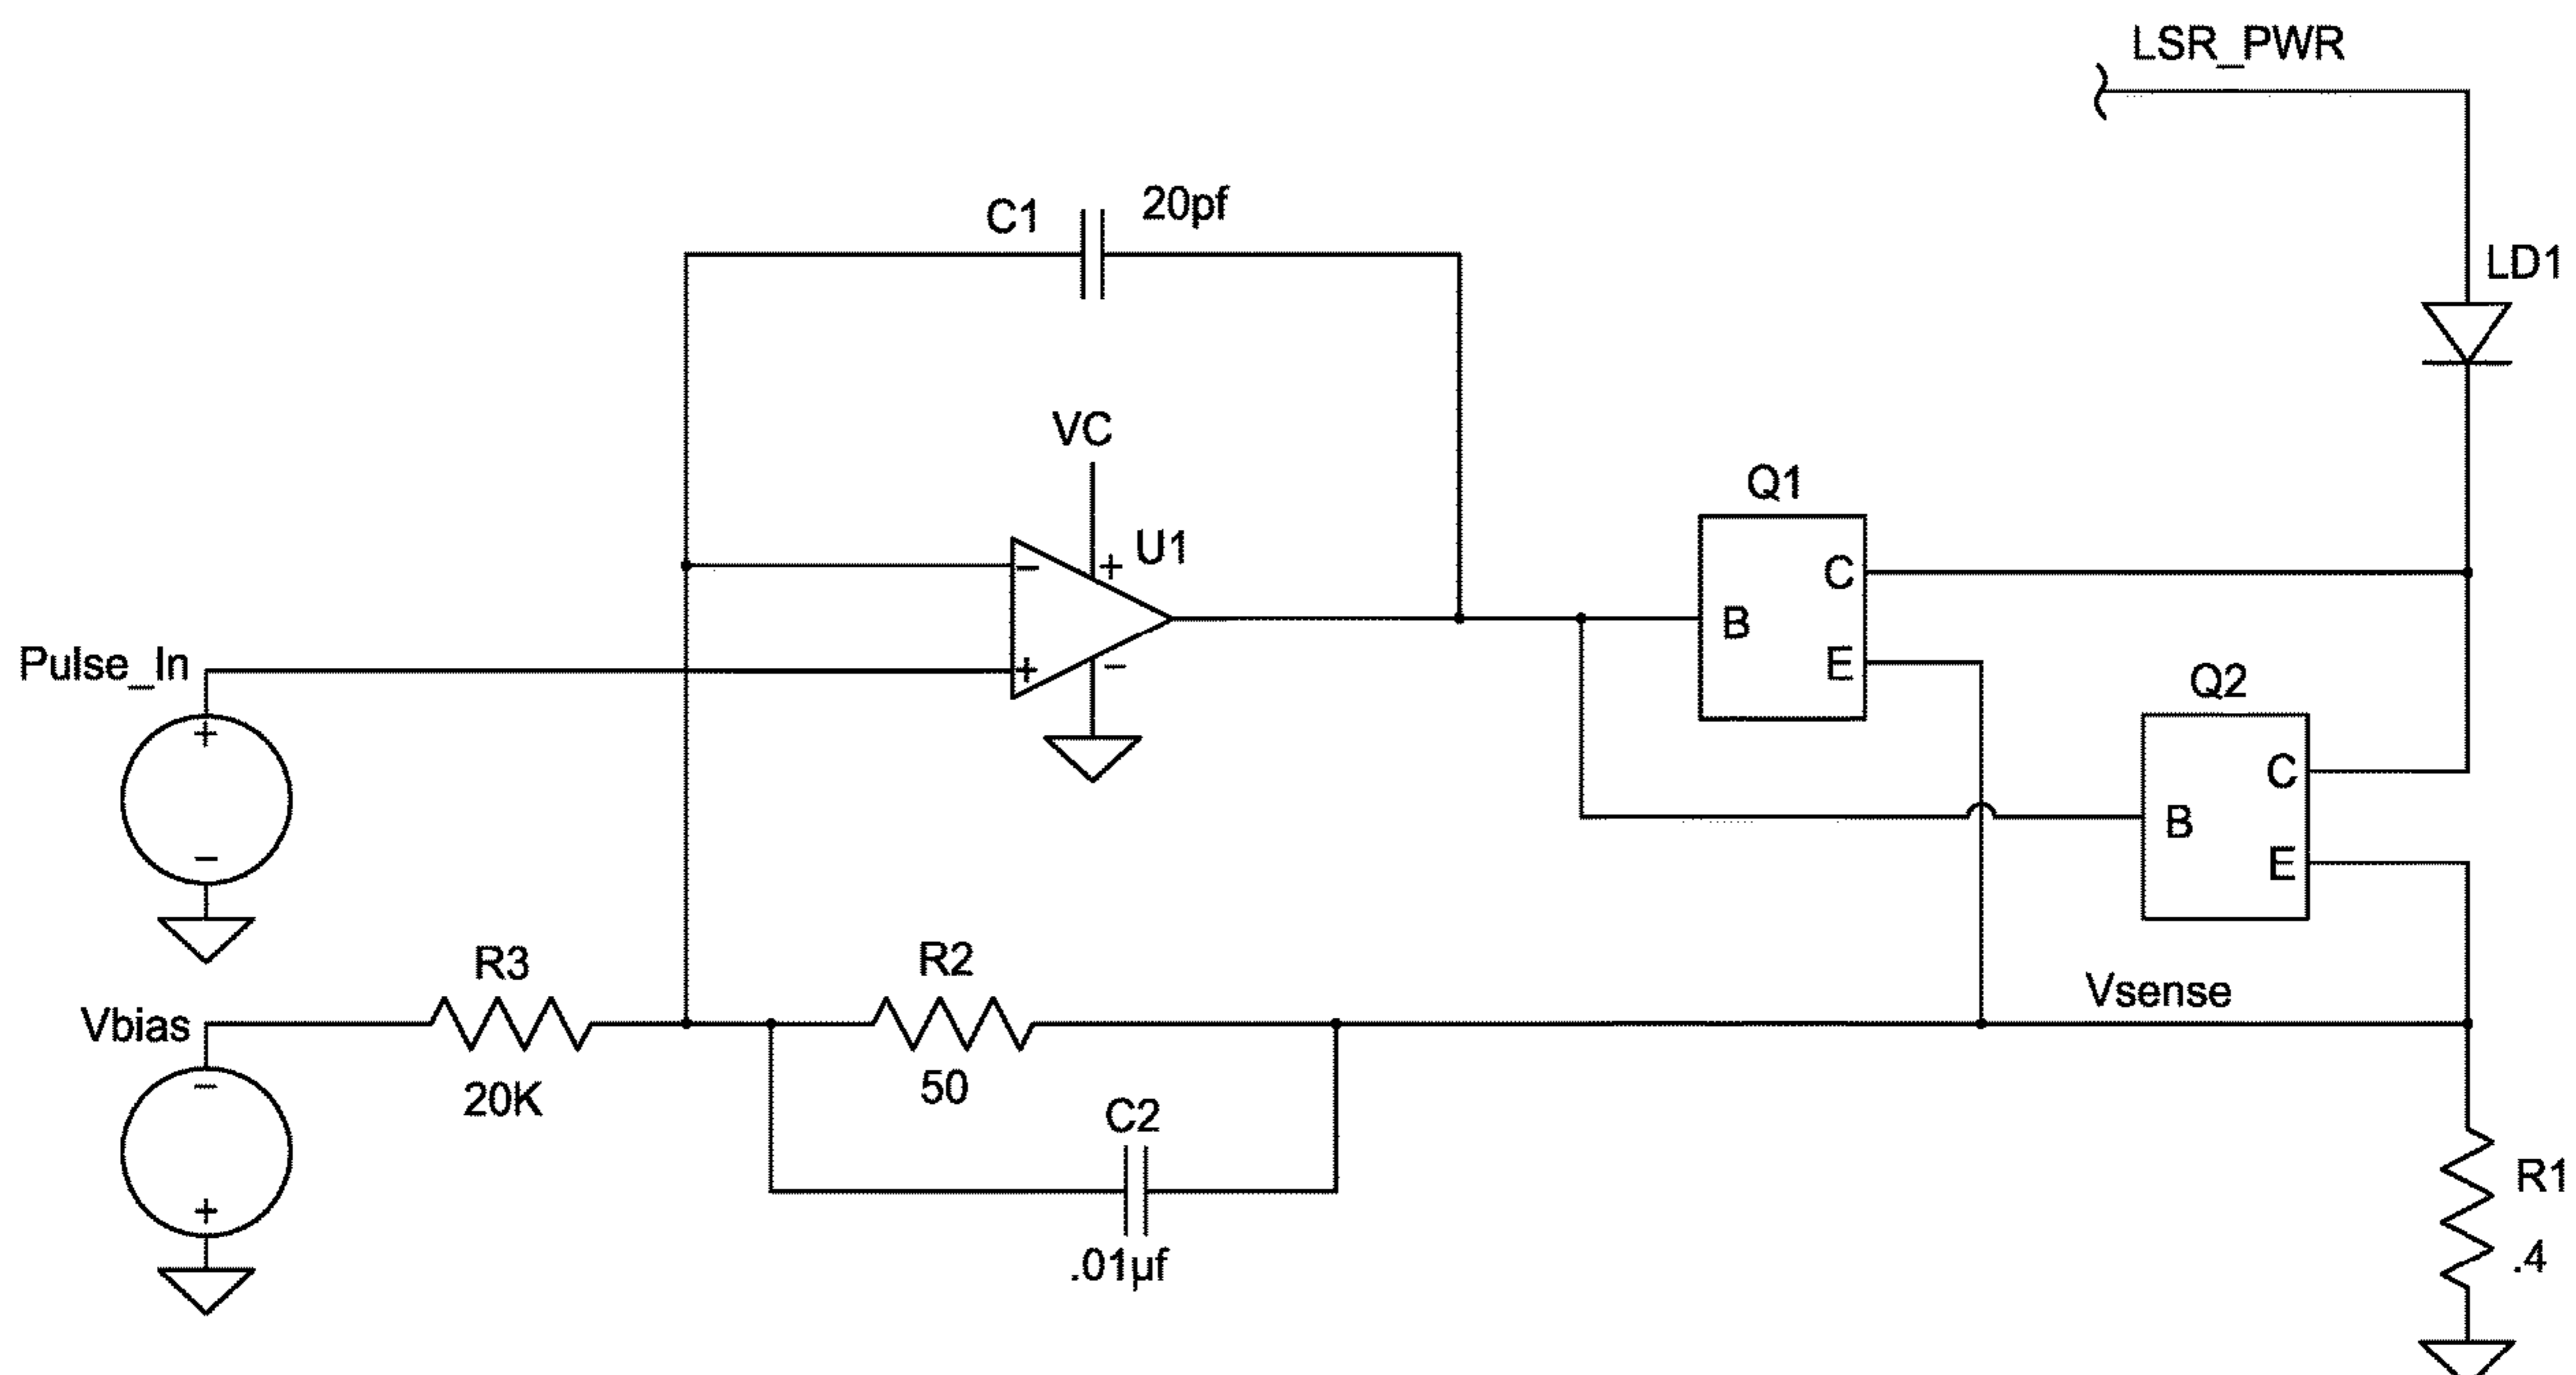 LSR_PWR
C1
20pf
LD1
VC
Q1
+
U1
−
C
B
Pulse_In
+
−
E
Q2
+
−
C
B
E
R3
R2
Vsense
Vbias
−
20K
50
C2
R1
+
.01µf
.4